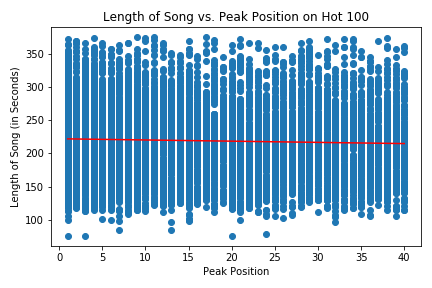 Length of Song vs. Peak Position on Hot 100
Length of Song (in Seconds)
350
300
250
200
150
100
0 5 10 15 20 25 30 35 40
Peak Position